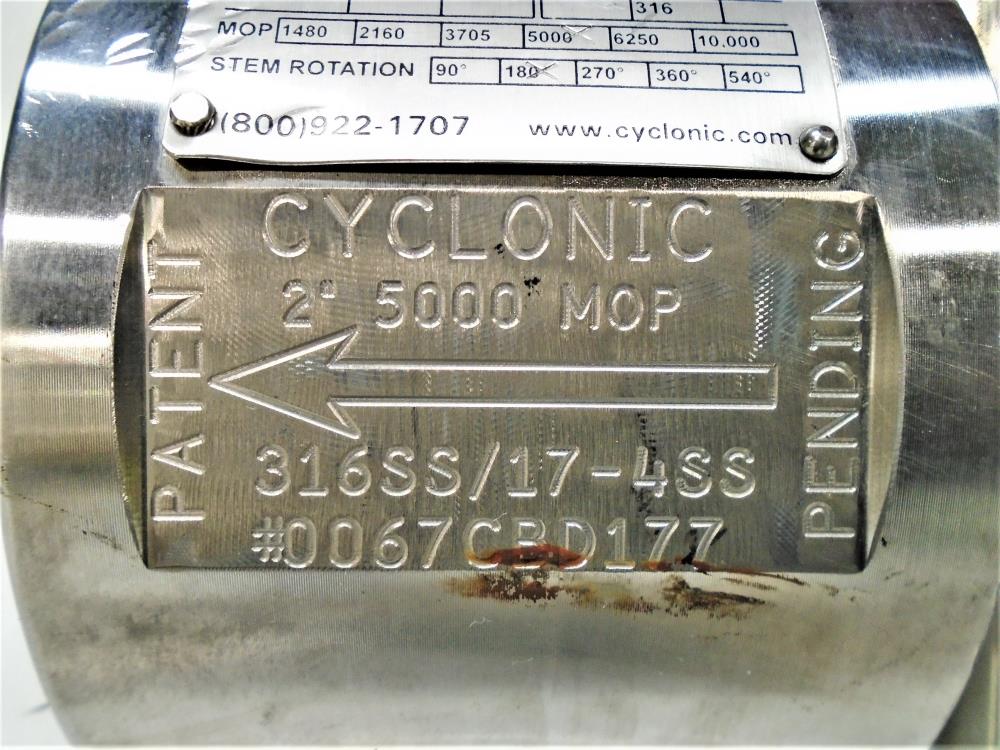 316
MOP 1480 2160 3705 5000 6250 10,000
STEM ROTATION 90° 180° 270° 360° 540°
(800)922-1707 www.cyclonic.com
CYCLONIC
2" 5000 MOP
PATENT
PENDING
316SS/17-4SS
#0067CBD177